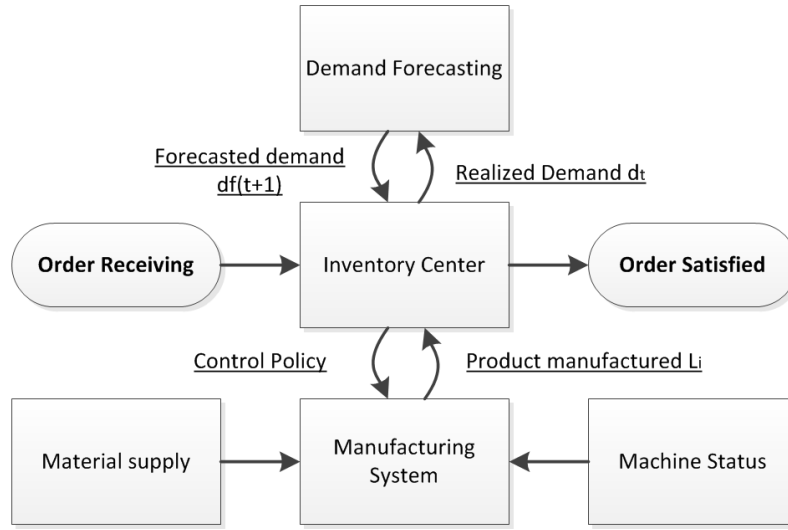 Demand Forecasting
Forecasted demand
df(t+1)
Realized Demand dt
Order Receiving
Inventory Center
Order Satisfied
Control Policy
Product manufactured Li
Material supply
Manufacturing
System
Machine Status